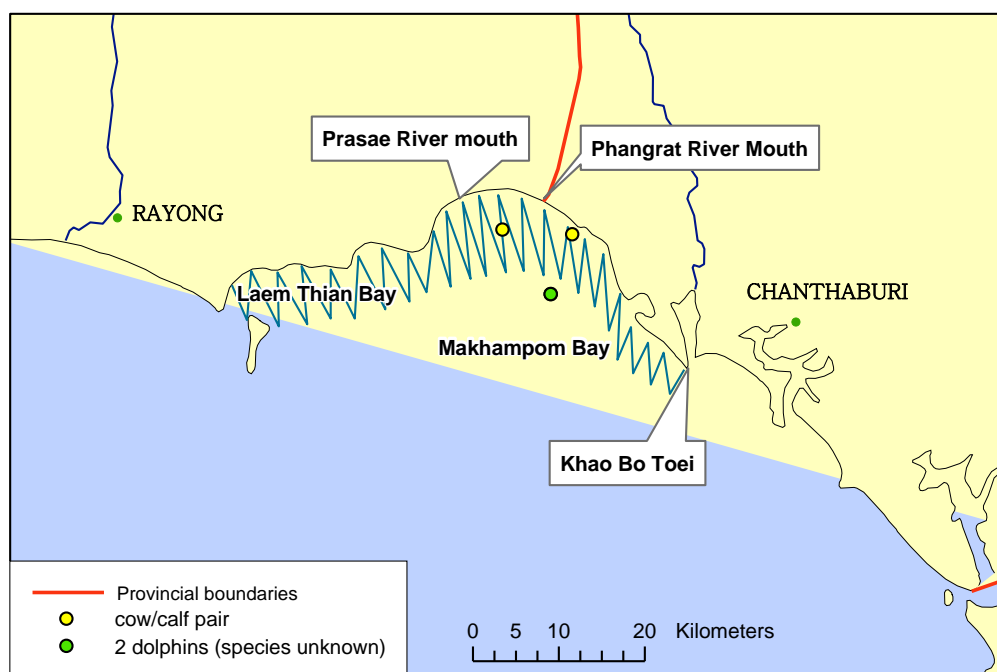 Prasae River mouth
Phangrat River Mouth
RAYONG
Laem Thian Bay
CHANTHABURI
Makhampom Bay
Khao Bo Toei
Provincial boundaries
cow/calf pair
2 dolphins (species unknown)
0 5 10 20 Kilometers